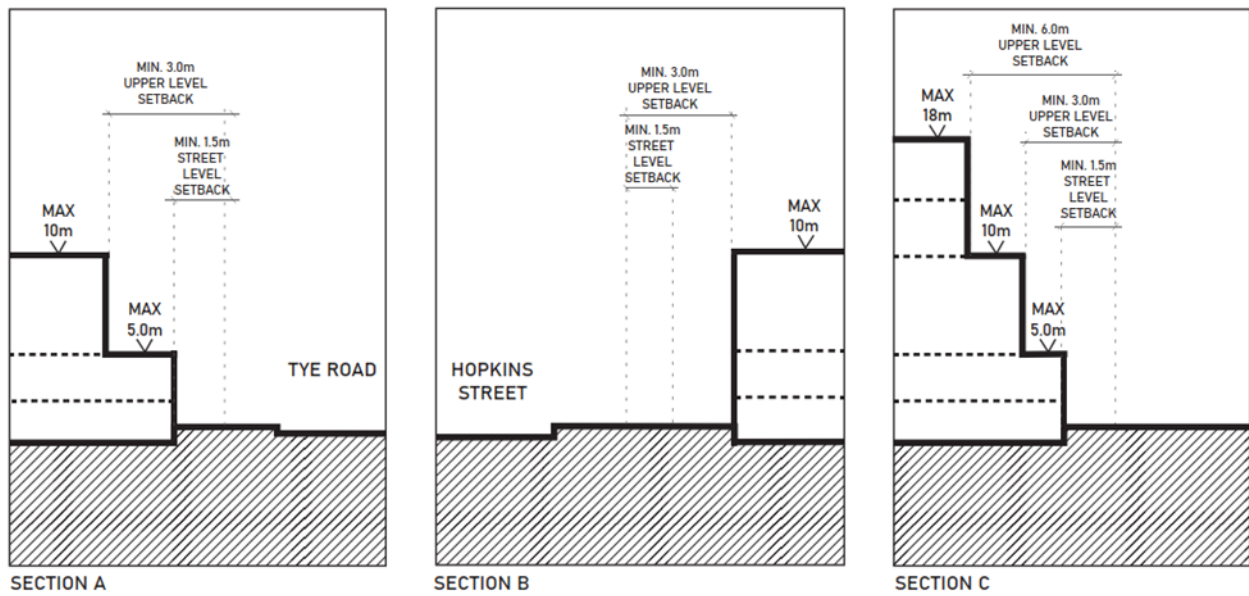 MIN. 3.0m
UPPER LEVEL
SETBACK
MIN. 1.5m
STREET
LEVEL
SETBACK
MAX
10m
MAX
5.0m
TYE ROAD
SECTION A
MIN. 3.0m
UPPER LEVEL
SETBACK
MIN. 1.5m
STREET
LEVEL
SETBACK
MAX
10m
HOPKINS
STREET
SECTION B
MIN. 6.0m
UPPER LEVEL
SETBACK
MAX
18m
MIN. 3.0m
UPPER LEVEL
SETBACK
MIN. 1.5m
STREET
LEVEL
SETBACK
MAX
10m
MAX
5.0m
SECTION C